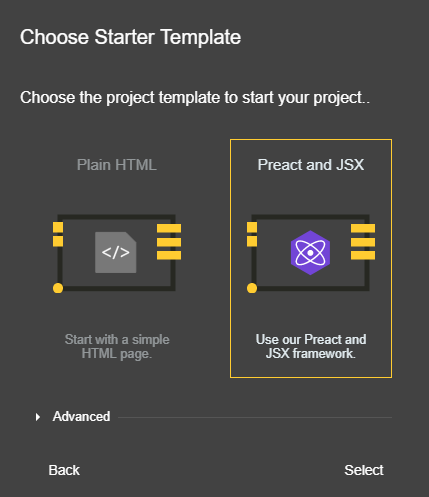 Choose Starter Template
Choose the project template to start your project..
Plain HTML
</>
Start with a simple
HTML page.
Preact and JSX
Use our Preact and
JSX framework.
Advanced
Back
Select